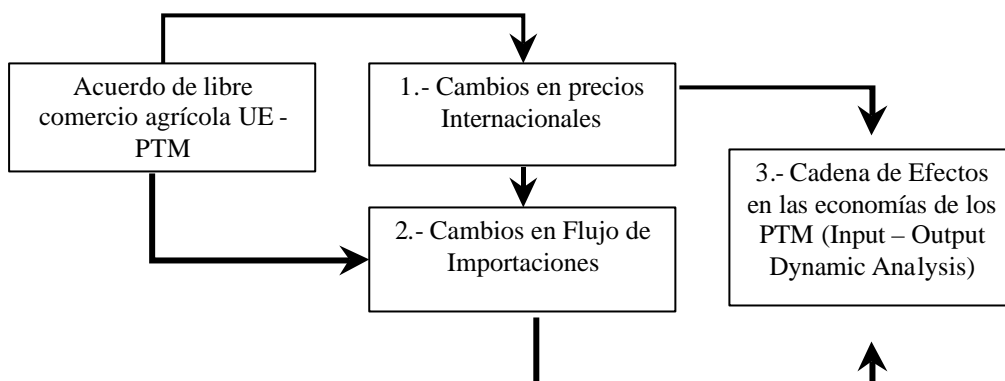 Acuerdo de libre
comercio agrícola UE -
PTM
1.- Cambios en precios
Internacionales
2.- Cambios en Flujo de
Importaciones
3.- Cadena de Efectos
en las economías de los
PTM (Input – Output
Dynamic Analysis)